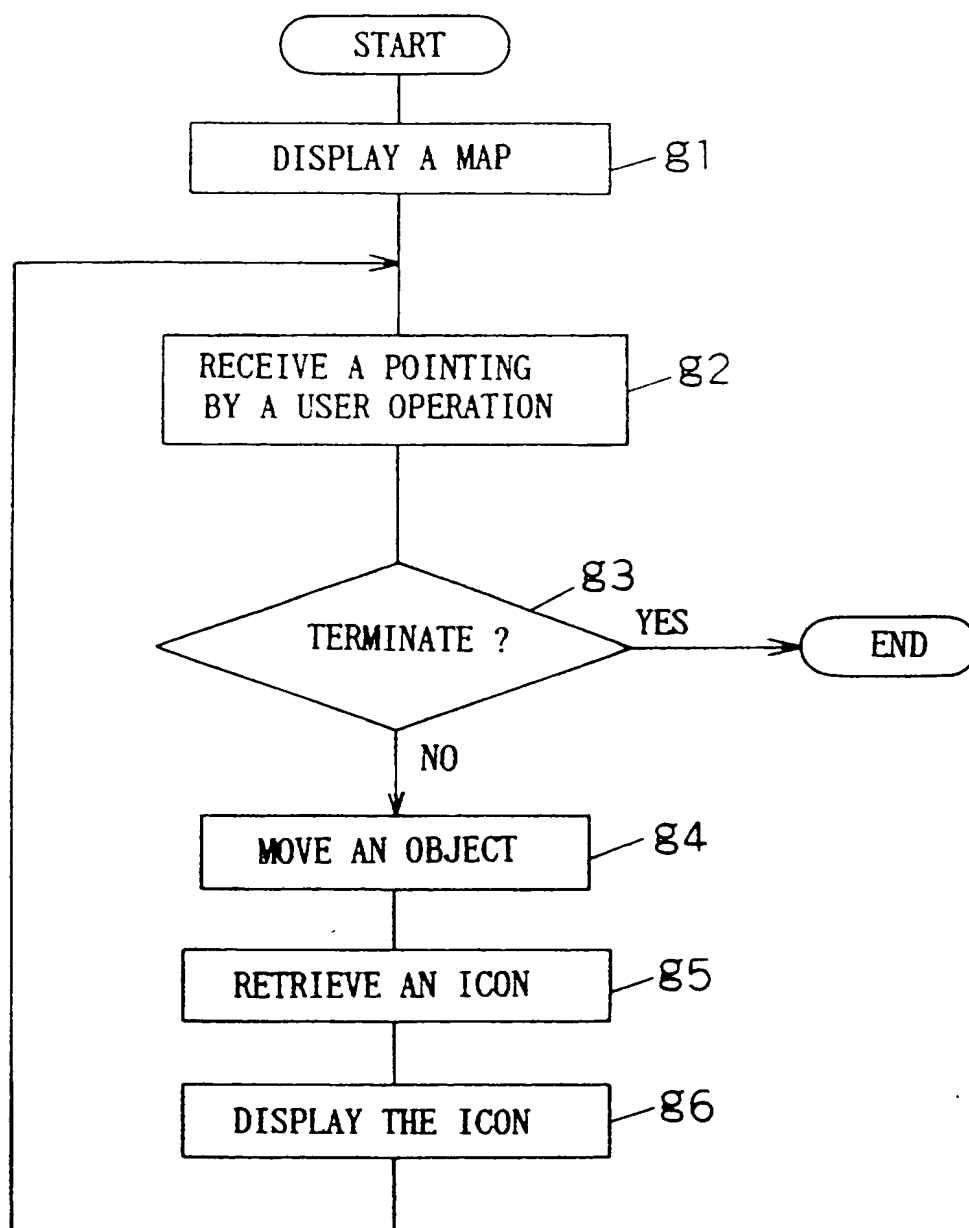 START
DISPLAY A MAP
g1
RECEIVE A POINTING
BY A USER OPERATION
g2
g3
TERMINATE ?
YES
END
NO
MOVE AN OBJECT
g4
RETRIEVE AN ICON
g5
DISPLAY THE ICON
g6